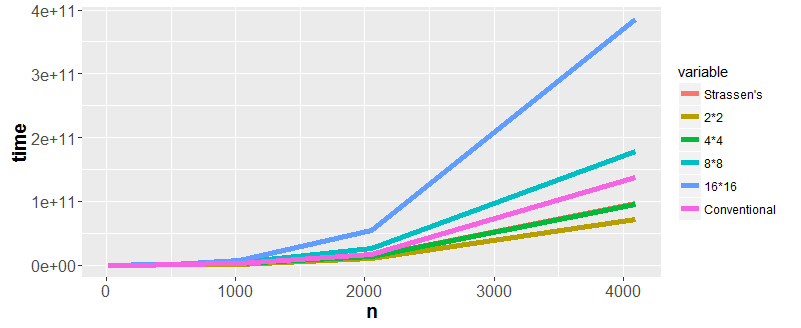 4e+11
3e+11
2e+11
1e+11
0e+00
time
0
1000
2000
3000
4000
n
variable
Strassen's
2*2
4*4
8*8
16*16
Conventional